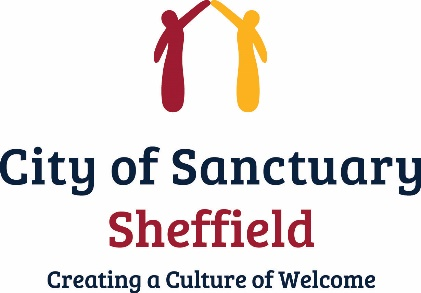 City of Sanctuary
Sheffield
Creating a Culture of Welcome